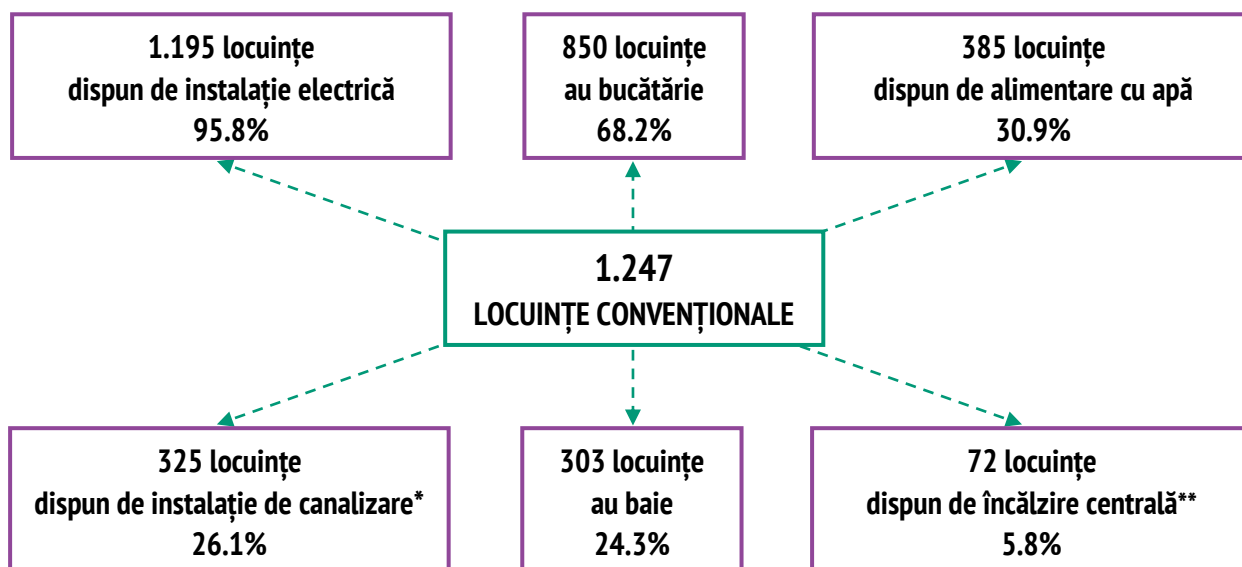 1.195 locuințe
dispun de instalație electrică
95.8%
850 locuințe
au bucătărie
68.2%
385 locuințe
dispun de alimentare cu apă
30.9%
1.247
LOCUINȚE CONVENȚIONALE
325 locuințe
dispun de instalație de canalizare*
26.1%
303 locuințe
au baie
24.3%
72 locuințe
dispun de încălzire centrală**
5.8%